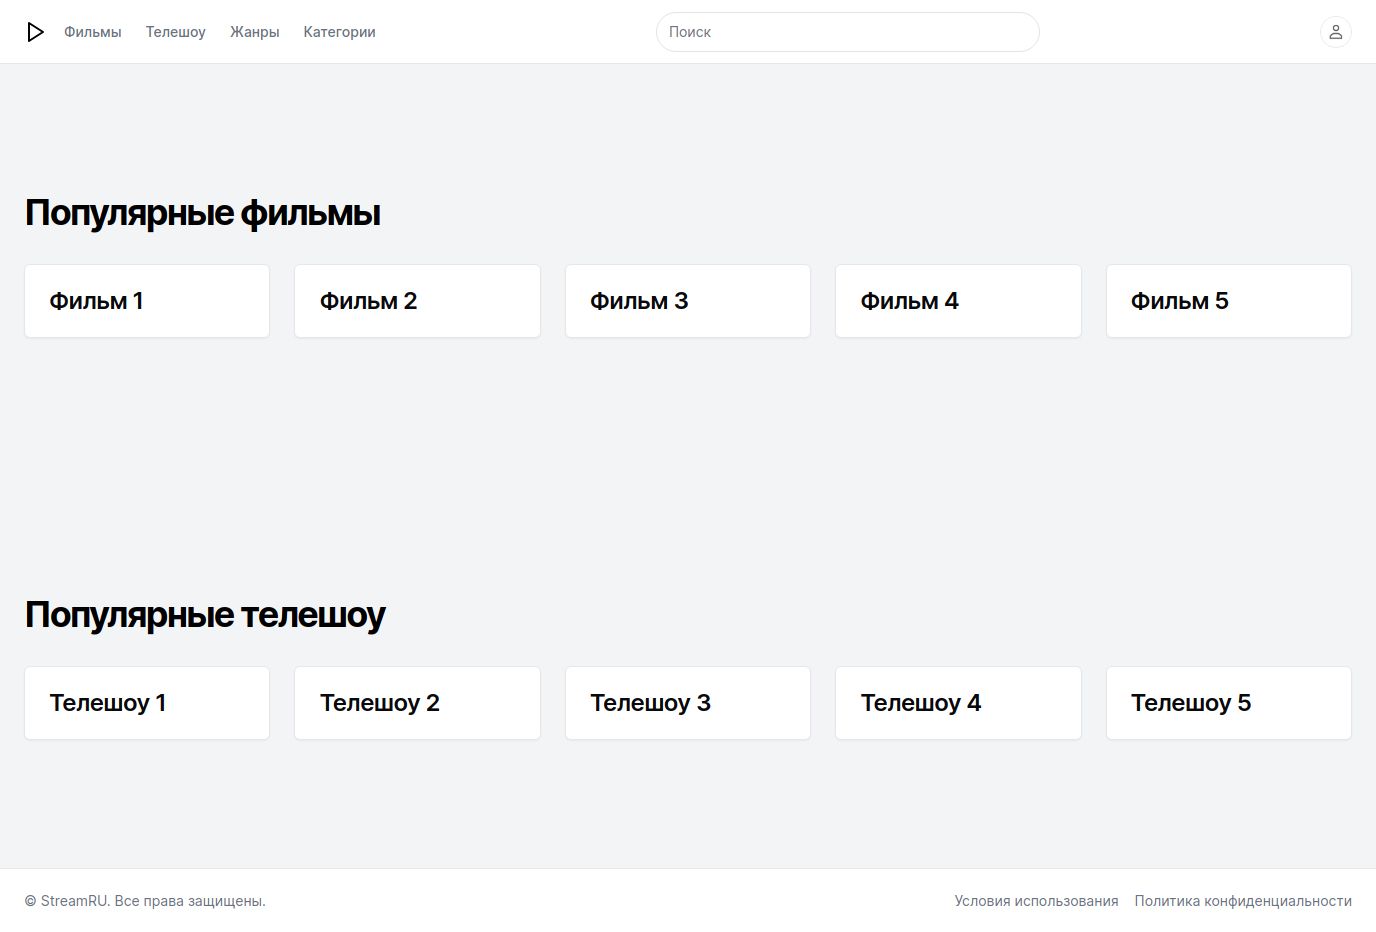 Фильмы Телешоу Жанры Категории Поиск
Популярные фильмы
Фильм 1 Фильм 2 Фильм 3 Фильм 4 Фильм 5
Популярные телешоу
Телешоу 1 Телешоу 2 Телешоу 3 Телешоу 4 Телешоу 5
© StreamRU. Все права защищены. Условия использования Политика конфиденциальности